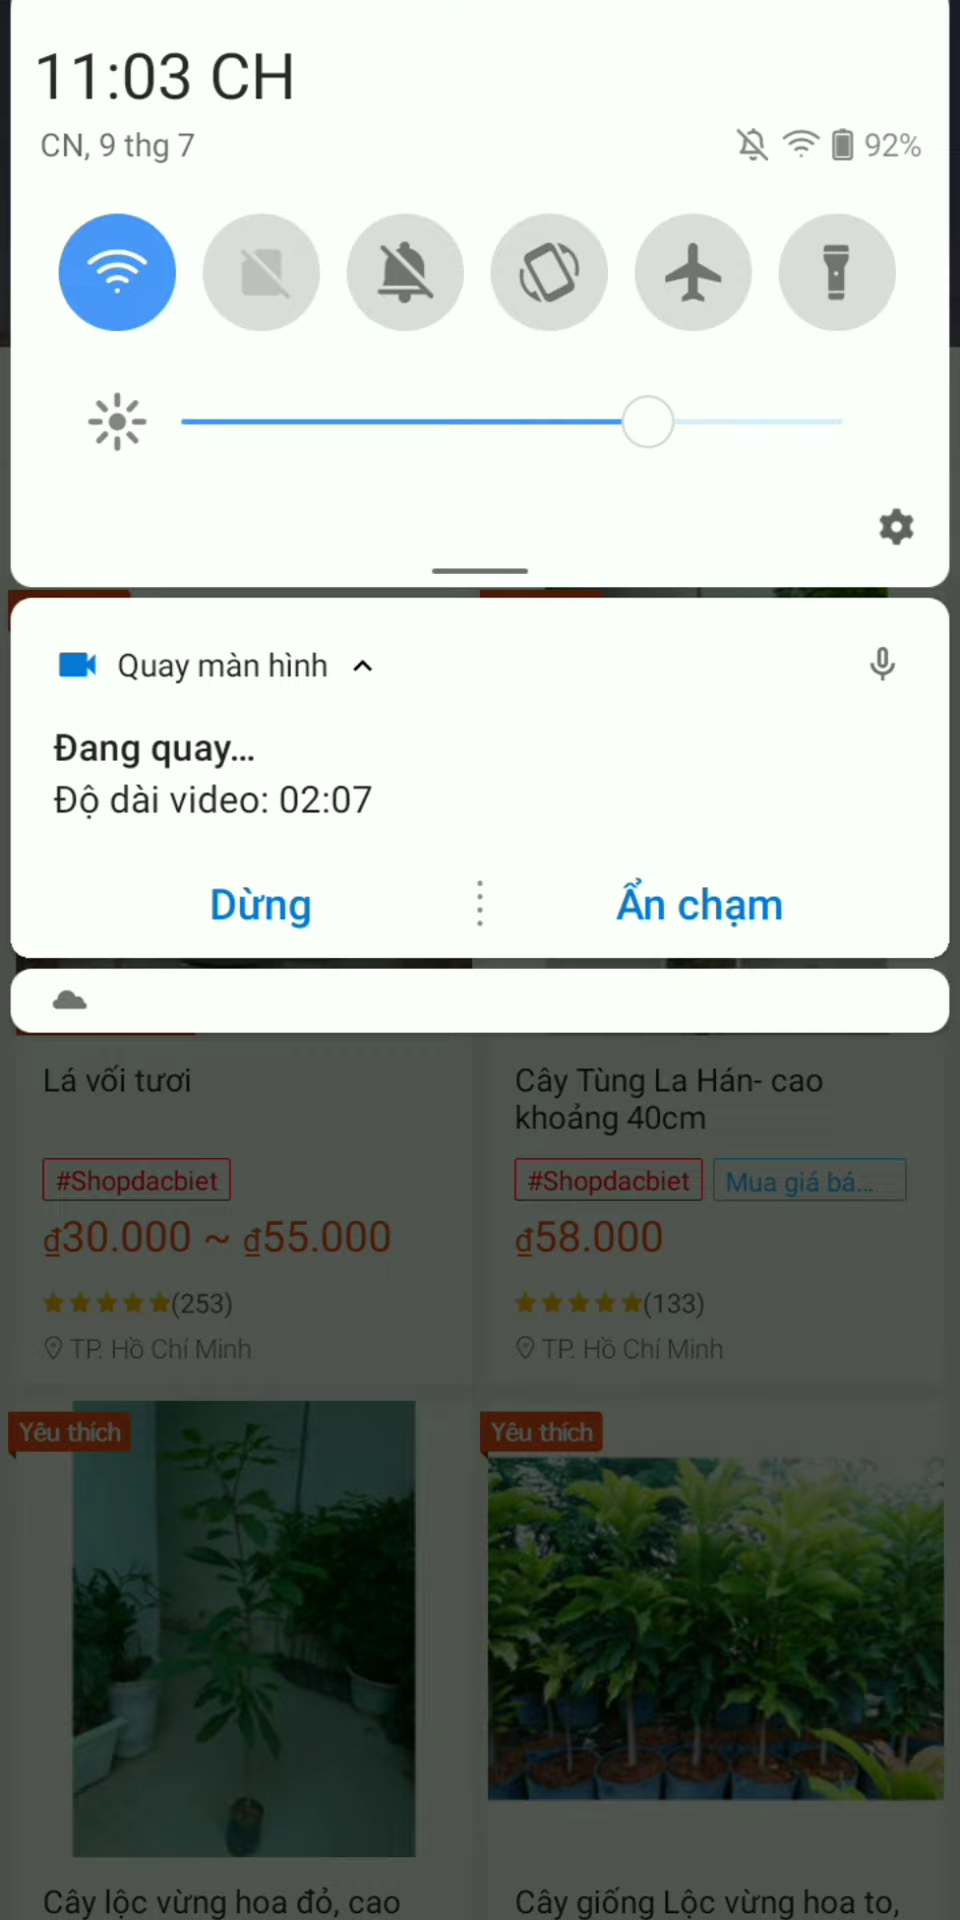 11:03 CH
CN, 9 thg 7
92%
Quay màn hình
Đang quay...
Độ dài video: 02:07
Dừng
Ẩn chạm
Lá vối tươi
#Shopdacbiet
₫30.000 ~ ₫55.000
(253)
TP. Hồ Chí Minh
Cây Tùng La Hán- cao
khoảng 40cm
#Shopdacbiet Mua giá bá...
₫58.000
(133)
TP. Hồ Chí Minh
Yêu thích
Cây lộc vừng hoa đỏ, cao
Yêu thích
Cây giống Lộc vừng hoa to,